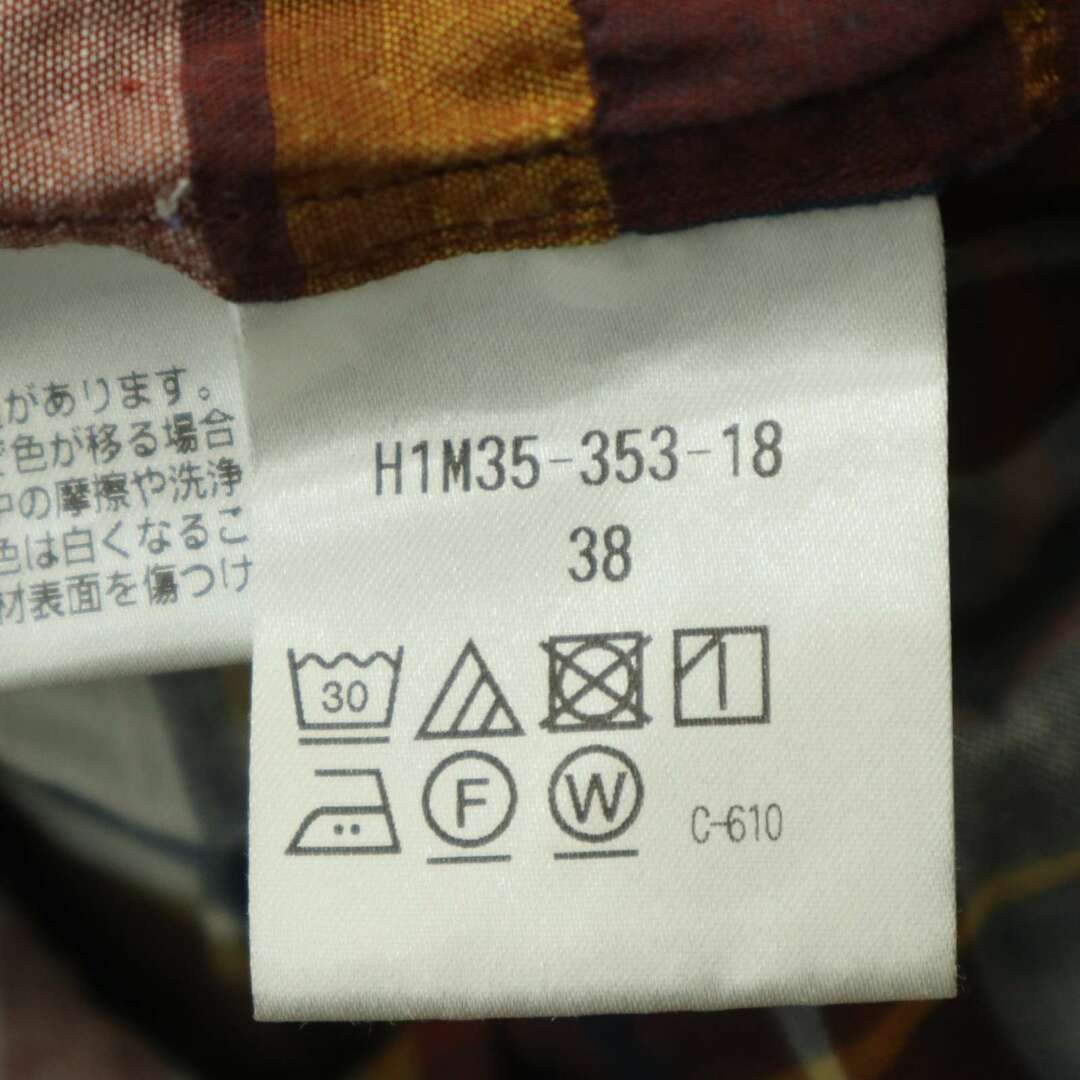 があります。
色が移る場合
中の摩擦や洗浄
色は白くなるこ
材表面を傷つけ
H1M35-353-18
38
30
F W C-610